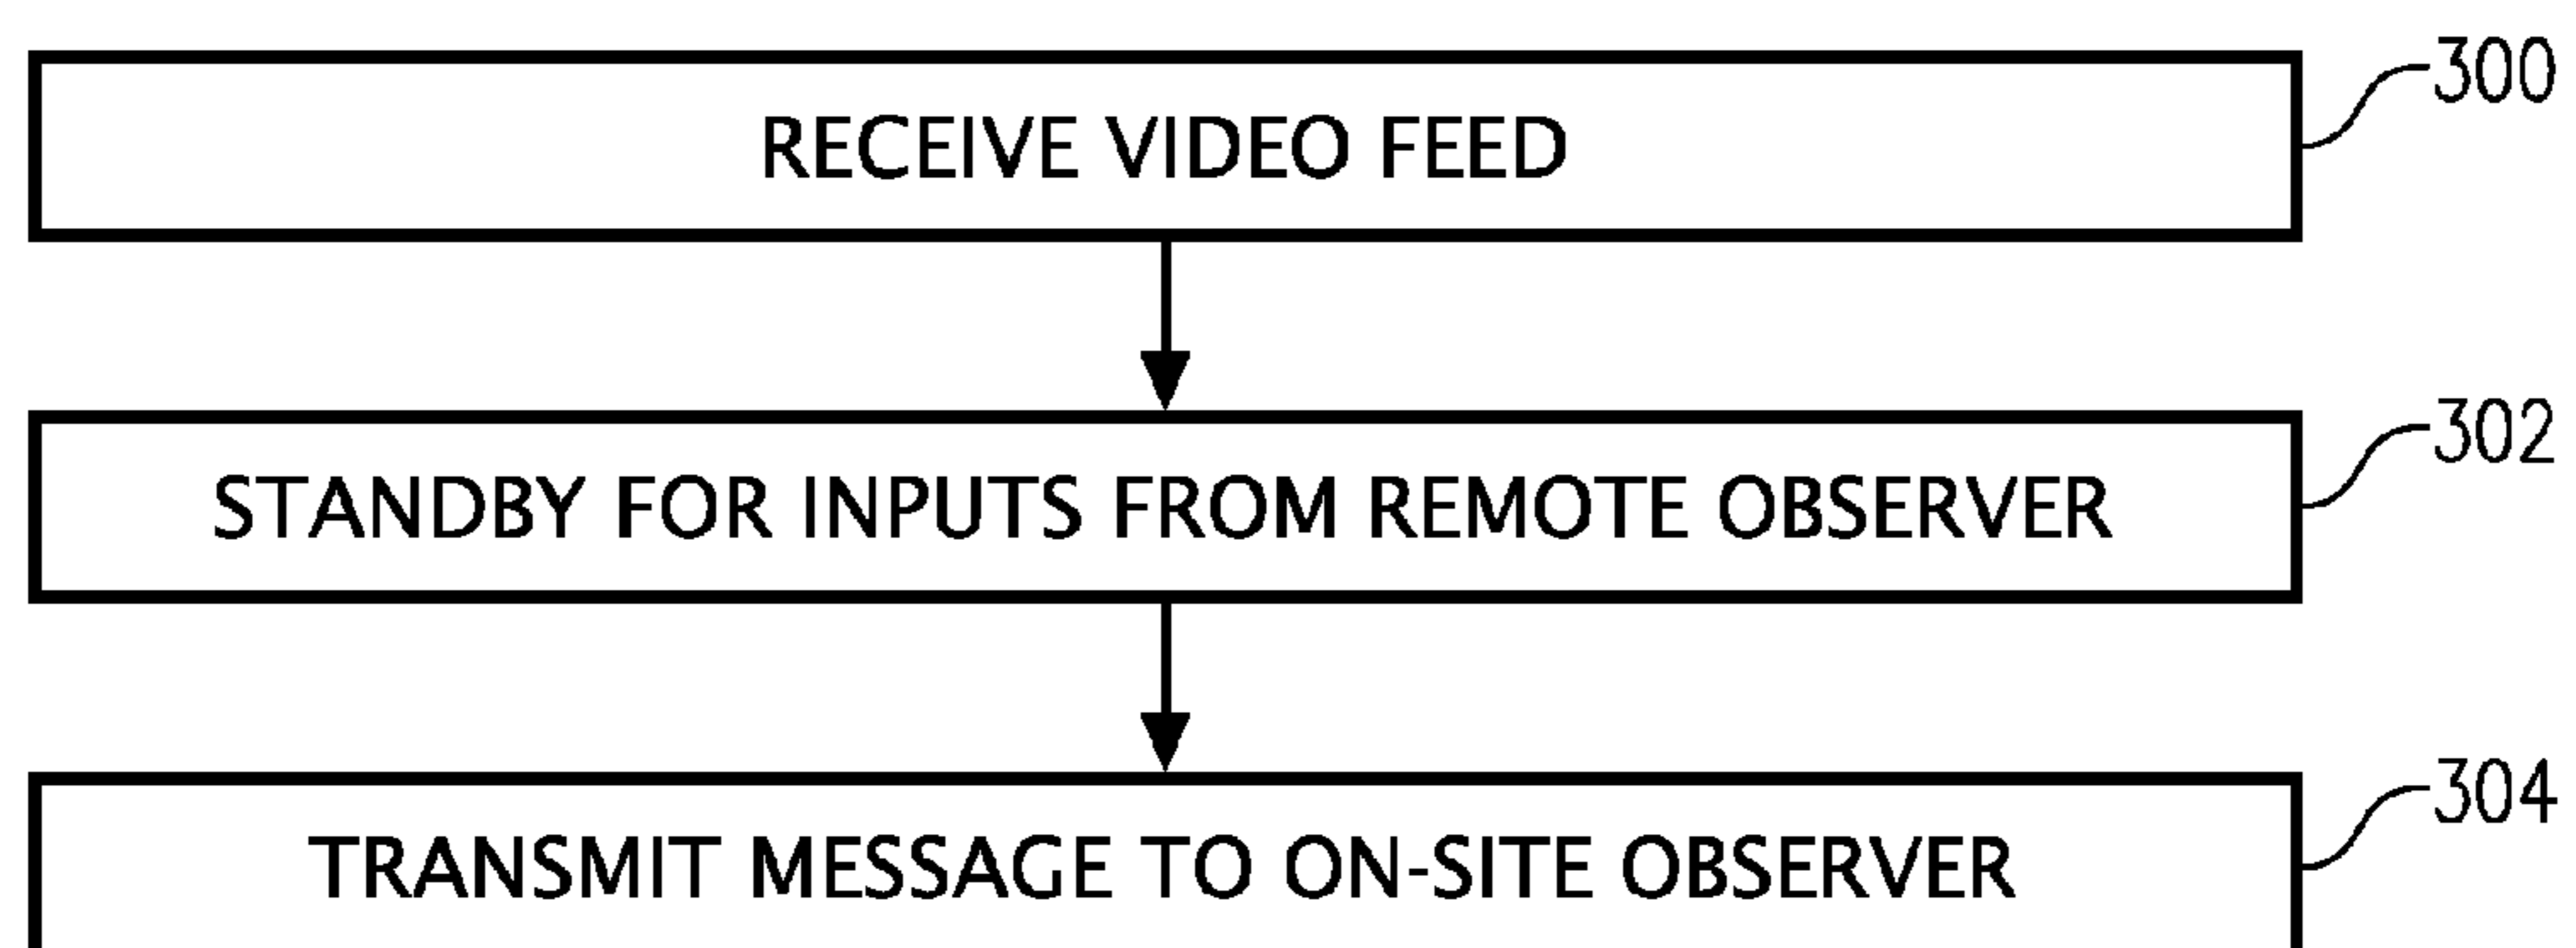 300
RECEIVE VIDEO FEED
302
STANDBY FOR INPUTS FROM REMOTE OBSERVER
304
TRANSMIT MESSAGE TO ON-SITE OBSERVER